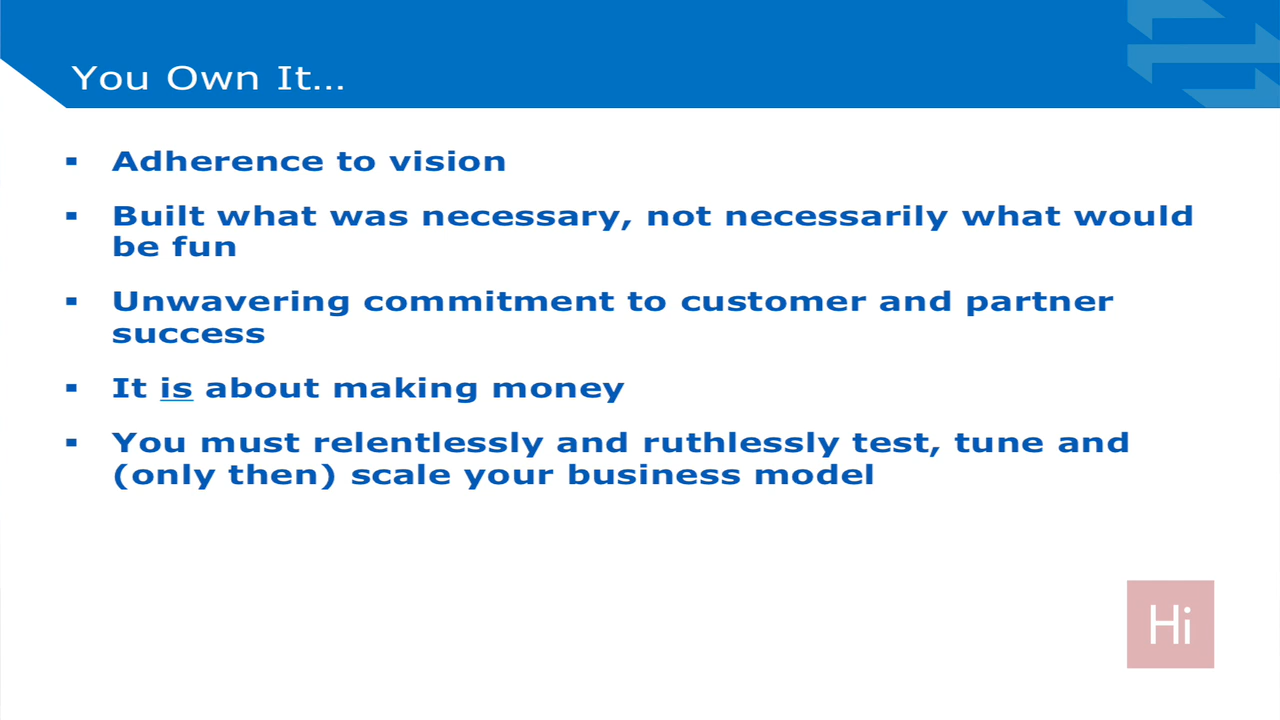 You Own It...
▪ Adherence to vision
▪ Built what was necessary, not necessarily what would
be fun
▪ Unwavering commitment to customer and partner
success
▪ It is about making money
▪ You must relentlessly and ruthlessly test, tune and
(only then) scale your business model
Hi